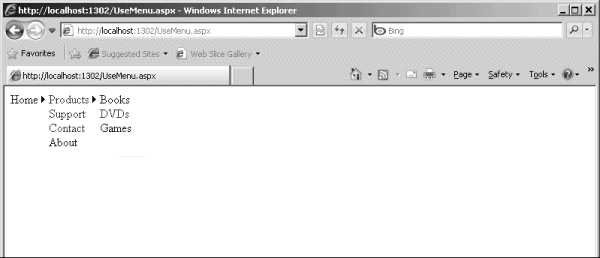 http://localhost:1302/UseMenu.aspx - Windows Internet Explorer
http://localhost:1302/UseMenu.aspx
Bing
Favorites Suggested Sites Web Slice Gallery
http://localhost:1302/UseMenu.aspx Page Safety Tools
Home Products Books
Support DVDs
Contact Games
About